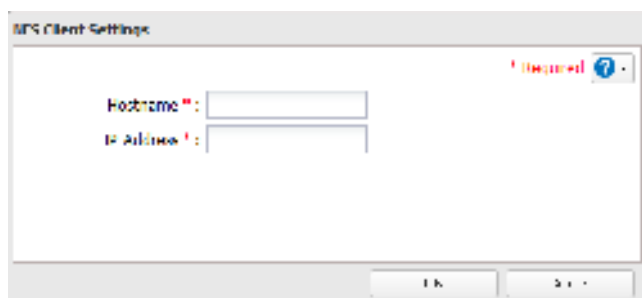 NFS Client Settings
* Required
Hostname * :
IP Address * :